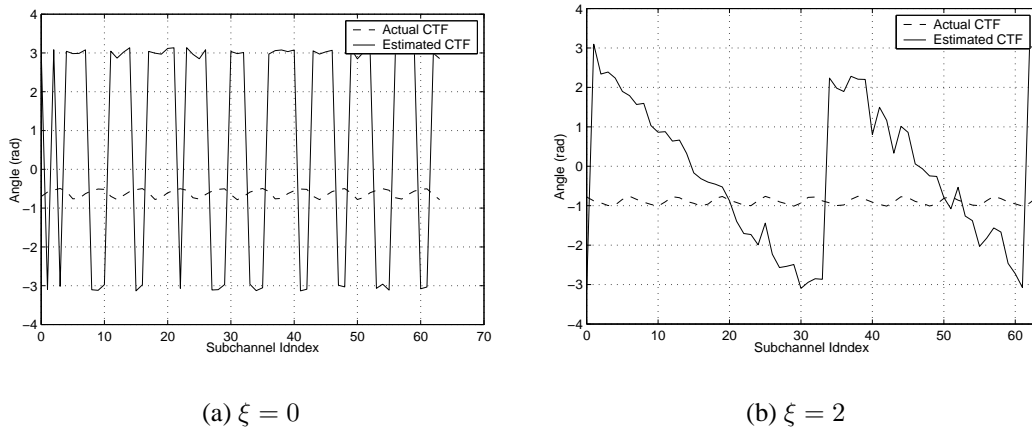 Actual CTF
Estimated CTF
4
3
2
1
0
−1
−2
−3
−4
Angle (rad)
0 10 20 30 40 50 60 70
Subchannel Idndex
(a) ξ = 0
Actual CTF
Estimated CTF
4
3
2
1
0
−1
−2
−3
−4
Angle (rad)
0 10 20 30 40 50 60
Subchannel Idndex
(b) ξ = 2